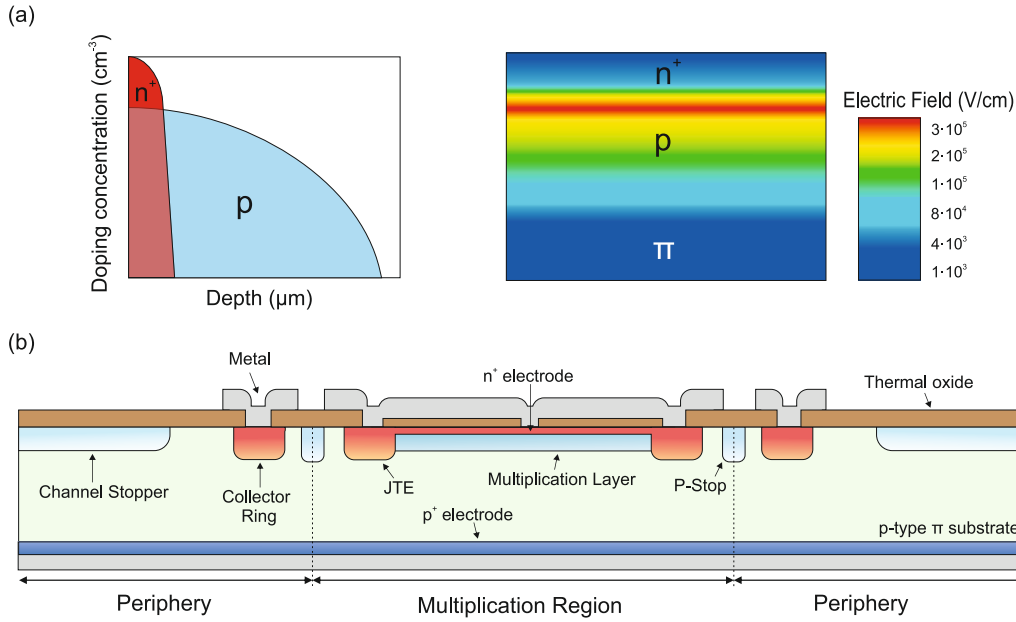 (a)
Doping concentration (cm⁻³)
n⁺
p
Depth (µm)
n⁺
p
π
Electric Field (V/cm)
3·10⁵
2·10⁵
1·10⁵
8·10⁴
4·10³
1·10³
(b)
Metal
n⁺ electrode
Thermal oxide
Channel Stopper
Collector
Ring
JTE
Multiplication Layer
P-Stop
p⁺ electrode
p-type π substrate
Periphery
Multiplication Region
Periphery